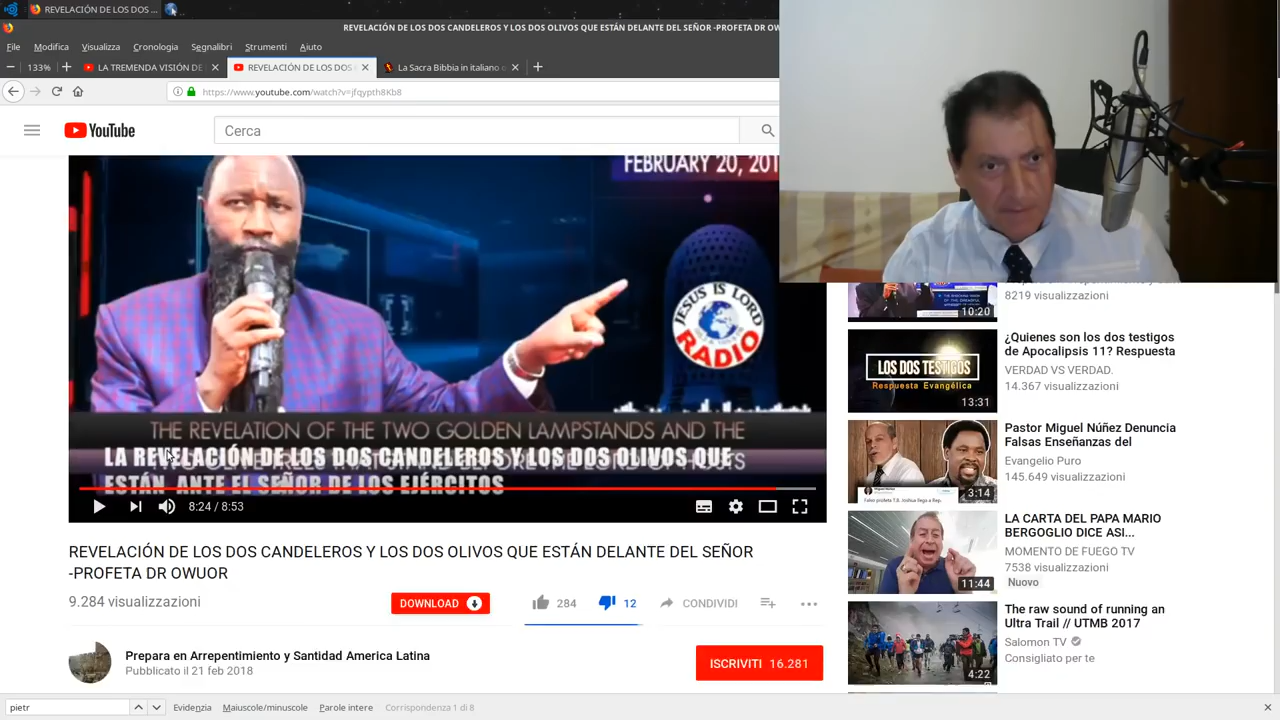 REVELACIÓN DE LOS DOS ...
REVELACIÓN DE LOS DOS CANDELEROS Y LOS DOS OLIVOS QUE ESTÁN DELANTE DEL SEÑOR -PROFETA DR OW
File Modifica Visualizza Cronologia Segnalibri Strumenti Aiuto
133% LA TREMENDA VISIÓN DE REVELACIÓN DE LOS DOS La Sacra Bibbia in italiano
https://www.youtube.com/watch?v=jfqypth8Kb8
YouTube Cerca
FEBRUARY 20, 201
JESUS IS LORD
RADIO
THE REVELATION OF THE TWO GOLDEN LAMPSTANDS AND THE
LA REVELACIÓN DE LOS DOS CANDELEROS Y LOS DOS OLIVOS QUE
ESTÁN, ANTE EL SEÑOR DE LOS EJÉRCITOS
8:24 / 8:53
REVELACIÓN DE LOS DOS CANDELEROS Y LOS DOS OLIVOS QUE ESTÁN DELANTE DEL SEÑOR
-PROFETA DR OWUOR
9.284 visualizzazioni
DOWNLOAD 284 12 CONDIVIDI
Prepara en Arrepentimiento y Santidad America Latina
Pubblicato il 21 feb 2018
ISCRIVITI 16.281
8219 visualizzazioni
10:20
LOS DOS TESTIGOS
Respuesta Evangélica
13:31
¿Quienes son los dos testigos
de Apocalipsis 11? Respuesta
VERDAD VS VERDAD.
14.367 visualizzazioni
3:14
Pastor Miguel Núñez Denuncia
Falsas Enseñanzas del
Evangelio Puro
145.649 visualizzazioni
11:44
LA CARTA DEL PAPA MARIO
BERGOGLIO DICE ASI...
MOMENTO DE FUEGO TV
7538 visualizzazioni
Nuovo
4:22
The raw sound of running an
Ultra Trail // UTMB 2017
Salomon TV
Consigliato per te
pietr Evidenzia Maiuscole/minuscole Parole intere Corrispondenza 1 di 8